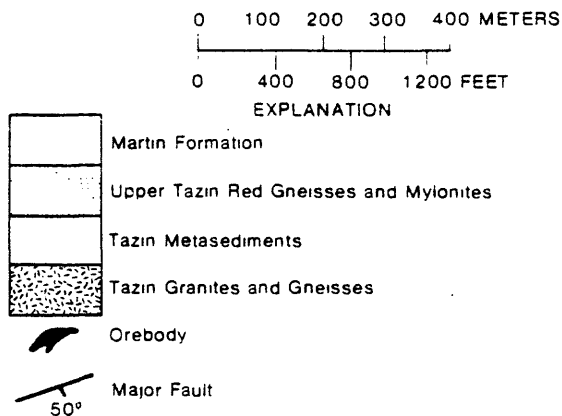 0 100 200 300 400 METERS
0 400 800 1200 FEET
EXPLANATION
Martin Formation
Upper Tazin Red Gneisses and Mylonites
Tazin Metasediments
Tazin Granites and Gneisses
Orebody
Major Fault
50°